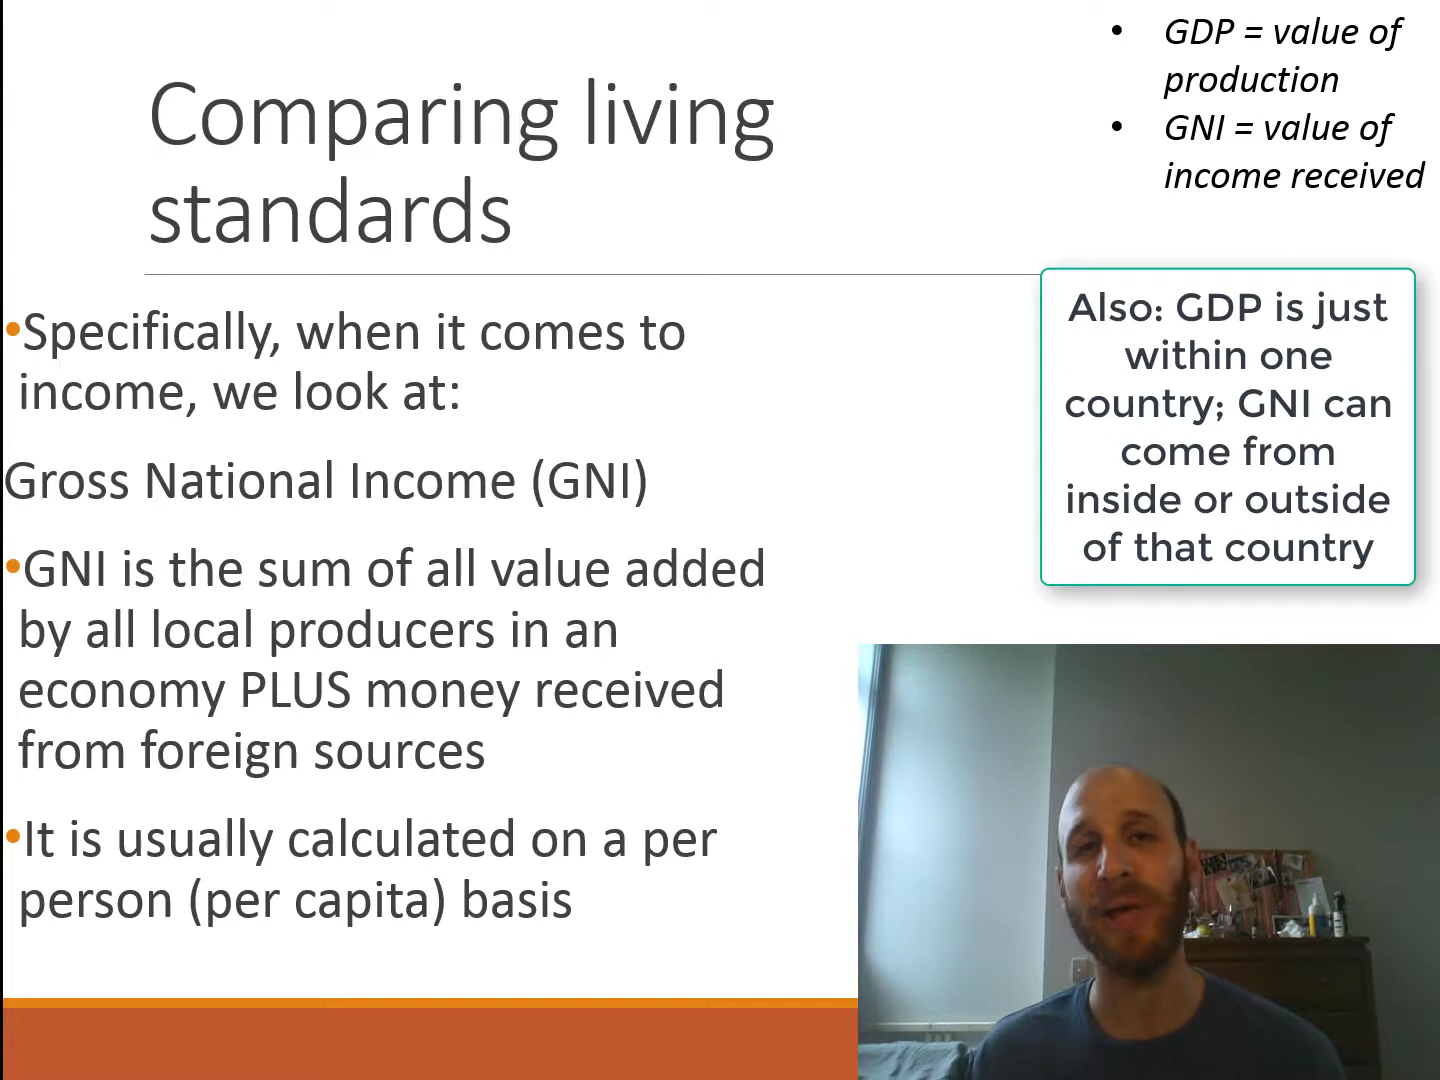 Comparing living
standards
• GDP = value of
production
• GNI = value of
income received
Also: GDP is just
within one
country; GNI can
come from
inside or outside
of that country
•Specifically, when it comes to
income, we look at:
Gross National Income (GNI)
•GNI is the sum of all value added
by all local producers in an
economy PLUS money received
from foreign sources
•It is usually calculated on a per
person (per capita) basis